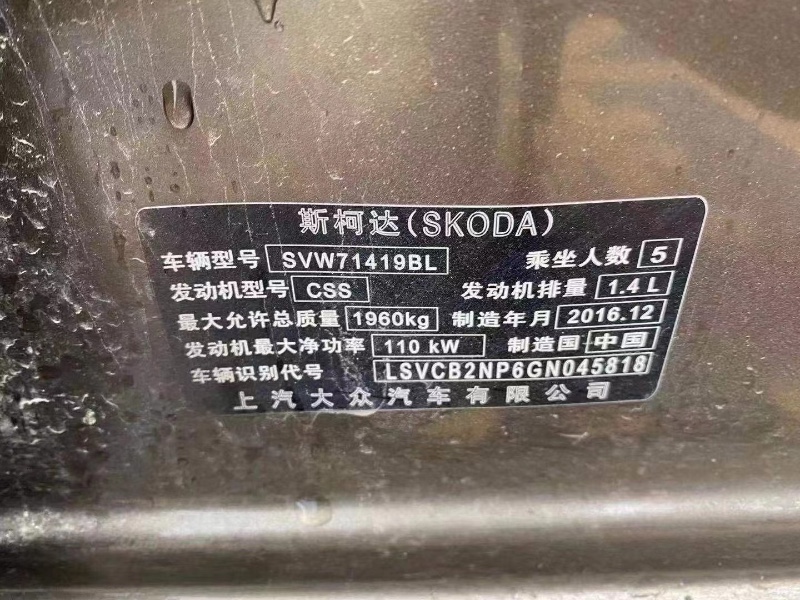 斯柯达(SKODA)
车辆型号 SVW71419BL 乘坐人数 5
发动机型号 CSS 发动机排量 1.4 L
最大允许总质量 1960kg 制造年月 2016.12
发动机最大净功率 110 kW 制造国 中国
车辆识别代号 LSVCB2NP6GN045818
上汽大众汽车有限公司